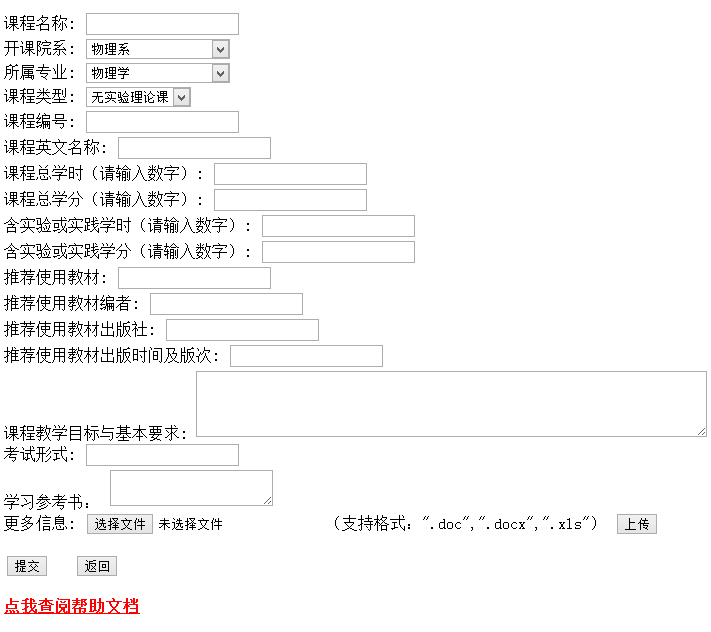 课程名称:
开课院系: 物理系
所属专业: 物理学
课程类型: 无实验理论课
课程编号:
课程英文名称:
课程总学时（请输入数字）:
课程总学分（请输入数字）:
含实验或实践学时（请输入数字）:
含实验或实践学分（请输入数字）:
推荐使用教材:
推荐使用教材编者:
推荐使用教材出版社:
推荐使用教材出版时间及版次:
课程教学目标与基本要求:
考试形式:
学习参考书:
更多信息: 选择文件 未选择文件 （支持格式: ".doc",".docx",".xls"） 上传
提交 返回
点我查阅帮助文档